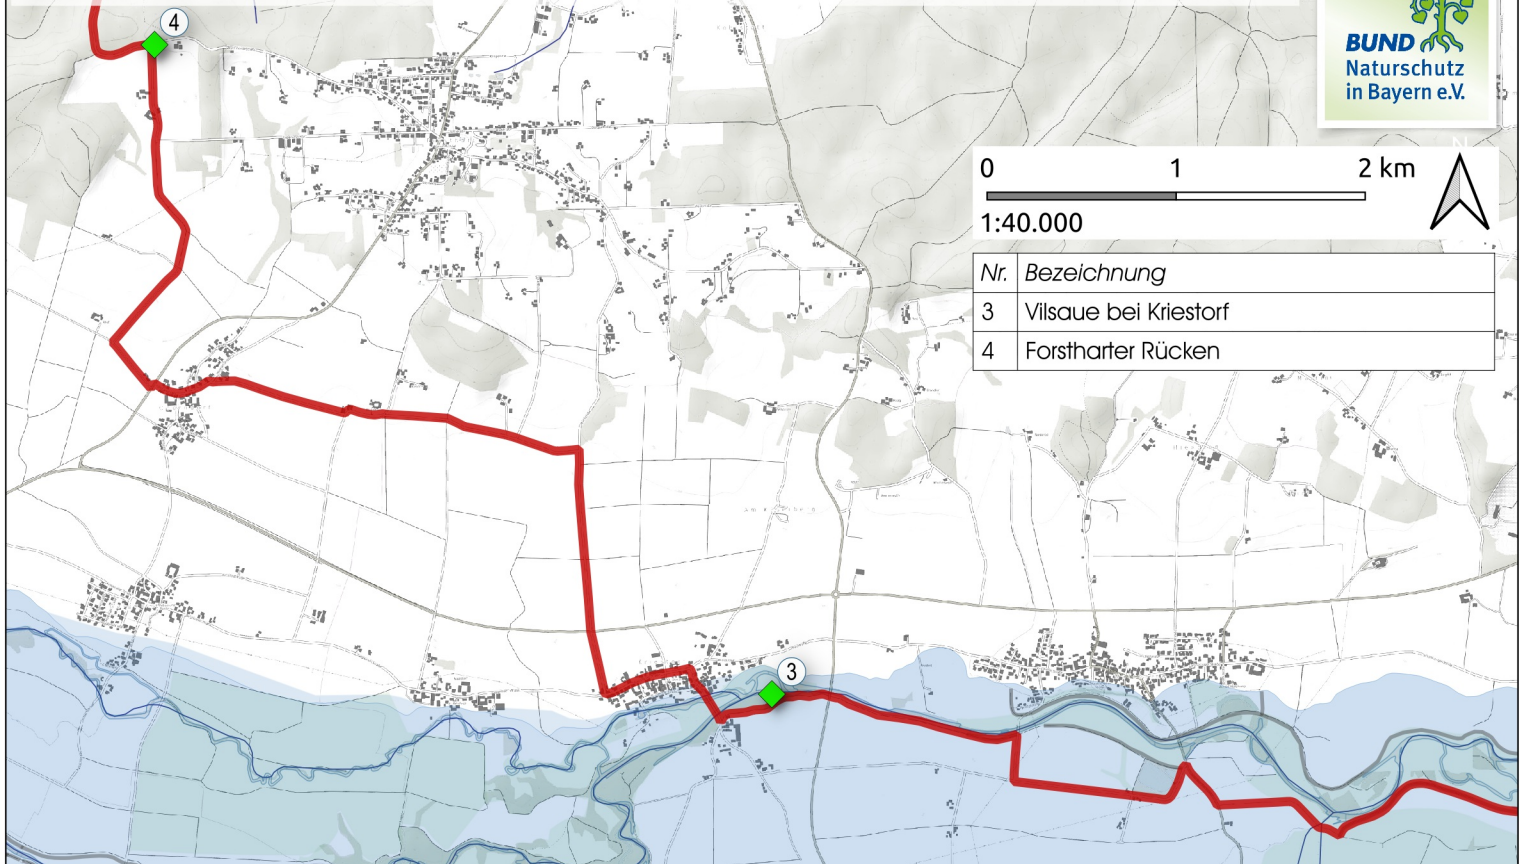 4
BUND
Naturschutz
in Bayern e.V.
N
0 1 2 km
1:40.000
Nr. Bezeichnung
3 Vilsaue bei Kriestorf
4 Forstharter Rücken
3